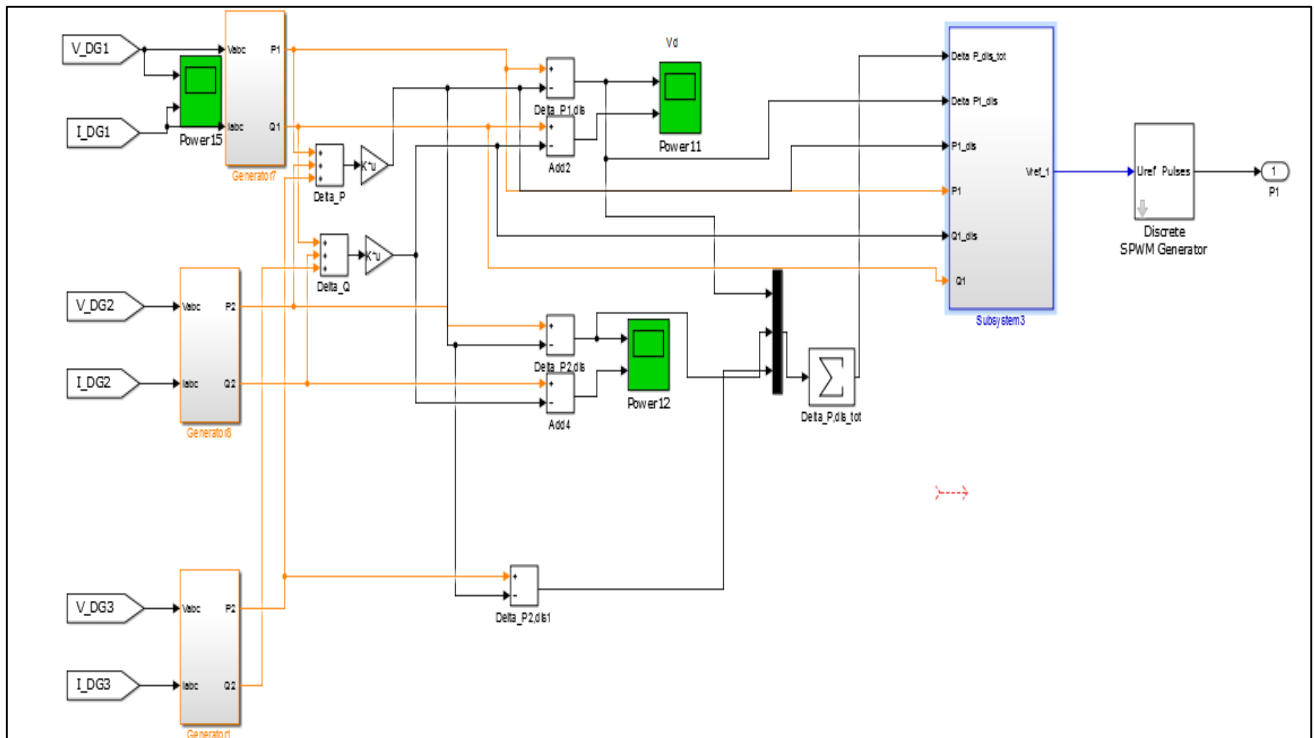 V_DG1
I_DG1
Power15
Vabc
P1
Iabc
Q1
Generator7
Delta_P
K*u
Delta_Q
K*u
Delta_P1,dis
Add2
Vd
Power11
V_DG2
I_DG2
Vabc
P2
Iabc
Q2
Generator6
Delta_P2,dis
Add4
Power12
Delta_P,dis_tot
Delta P_dis_tot
Delta P1_dis
P1_dis
P1
Q1_dis
Q1
Vref_1
Subsystem3
Uref Pulses
Discrete
SPWM Generator
1
P1
V_DG3
I_DG3
Vabc
P2
Iabc
Q2
Delta_P2,dis1